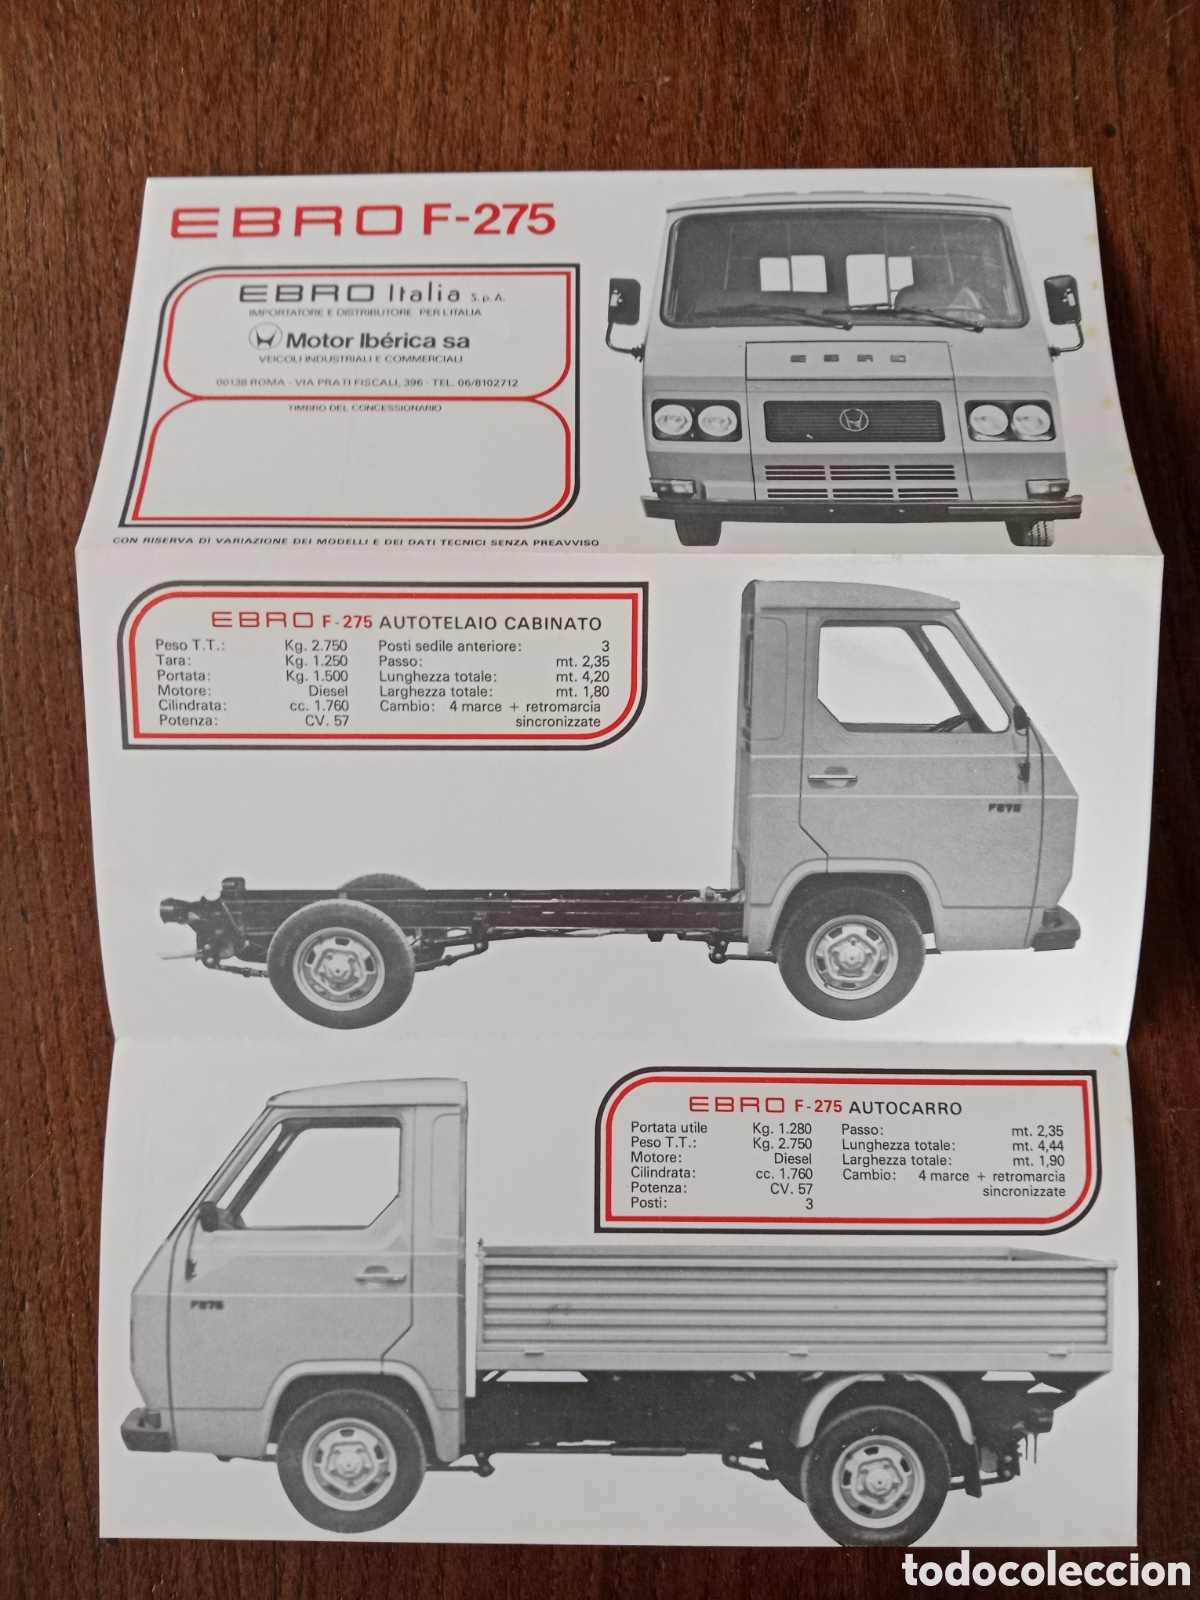 EBRO F-275
EBRO Italia S.p.A.
IMPORTATORE E DISTRIBUTORE PER L'ITALIA
Motor Ibérica sa
VEICOLI INDUSTRIALI E COMMERCIALI
00138 ROMA - VIA PRATI FISCALI, 396 - TEL. 06/8102712
TIMBRO DEL CONCESSIONARIO
CON RISERVA DI VARIAZIONE DEI MODELLI E DEI DATI TECNICI SENZA PREAVVISO
EBRO
EBRO F-275 AUTOTELAIO CABINATO
Peso T.T.: Kg. 2.750
Tara: Kg. 1.250
Portata: Kg. 1.500
Motore: Diesel
Cilindrata: cc. 1.760
Potenza: CV. 57
Posti sedile anteriore: 3
Passo: mt. 2,35
Lunghezza totale: mt. 4,20
Larghezza totale: mt. 1,80
Cambio: 4 marce + retromarcia
sincronizzate
F275
EBRO F-275 AUTOCARRO
Portata utile Kg. 1.280
Peso T.T.: Kg. 2.750
Motore: Diesel
Cilindrata: cc. 1.760
Potenza: CV. 57
Posti: 3
Passo: mt. 2,35
Lunghezza totale: mt. 4,44
Larghezza totale: mt. 1,90
Cambio: 4 marce + retromarcia
sincronizzate
F275
todocoleccion